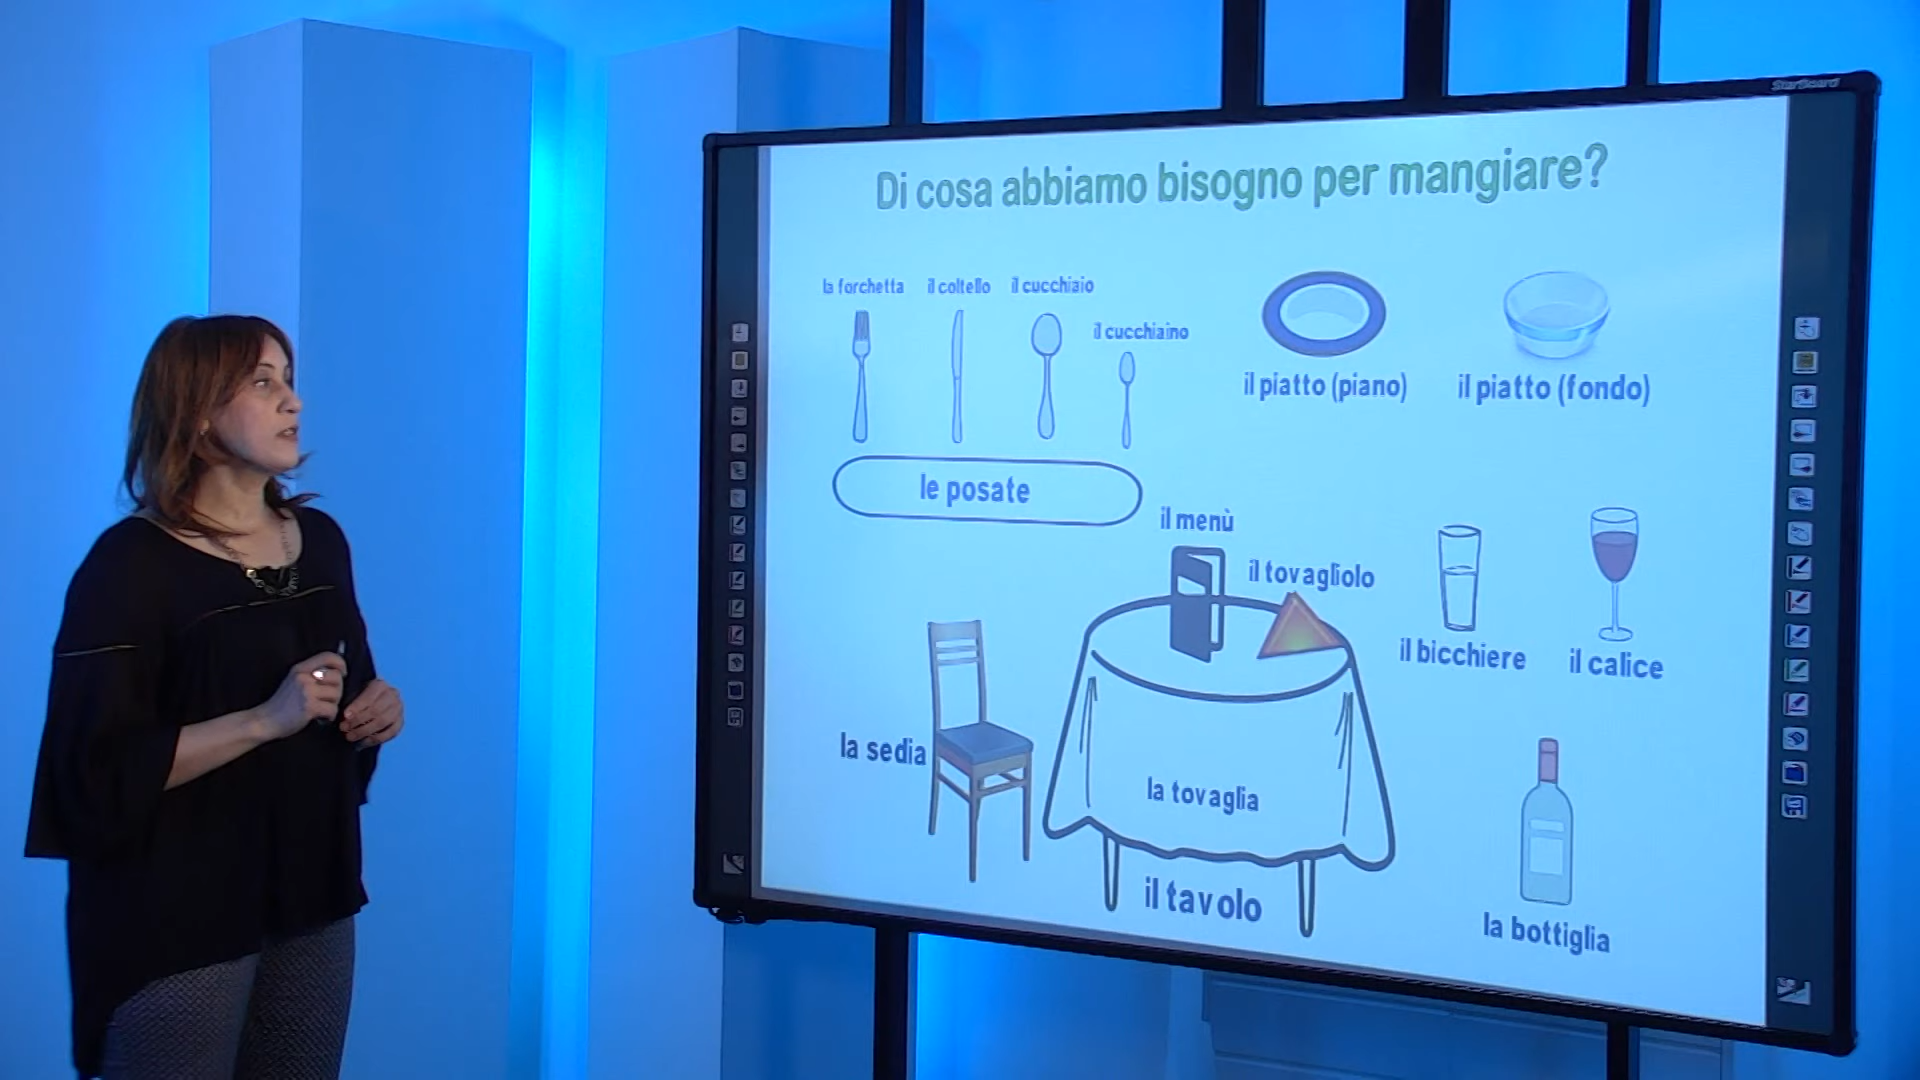 StarBoard
Di cosa abbiamo bisogno per mangiare?
la forchetta
il coltello
il cucchiaio
il cucchiaino
il piatto (piano)
il piatto (fondo)
le posate
il menù
il tovagliolo
il bicchiere
il calice
la sedia
la tovaglia
il tavolo
la bottiglia